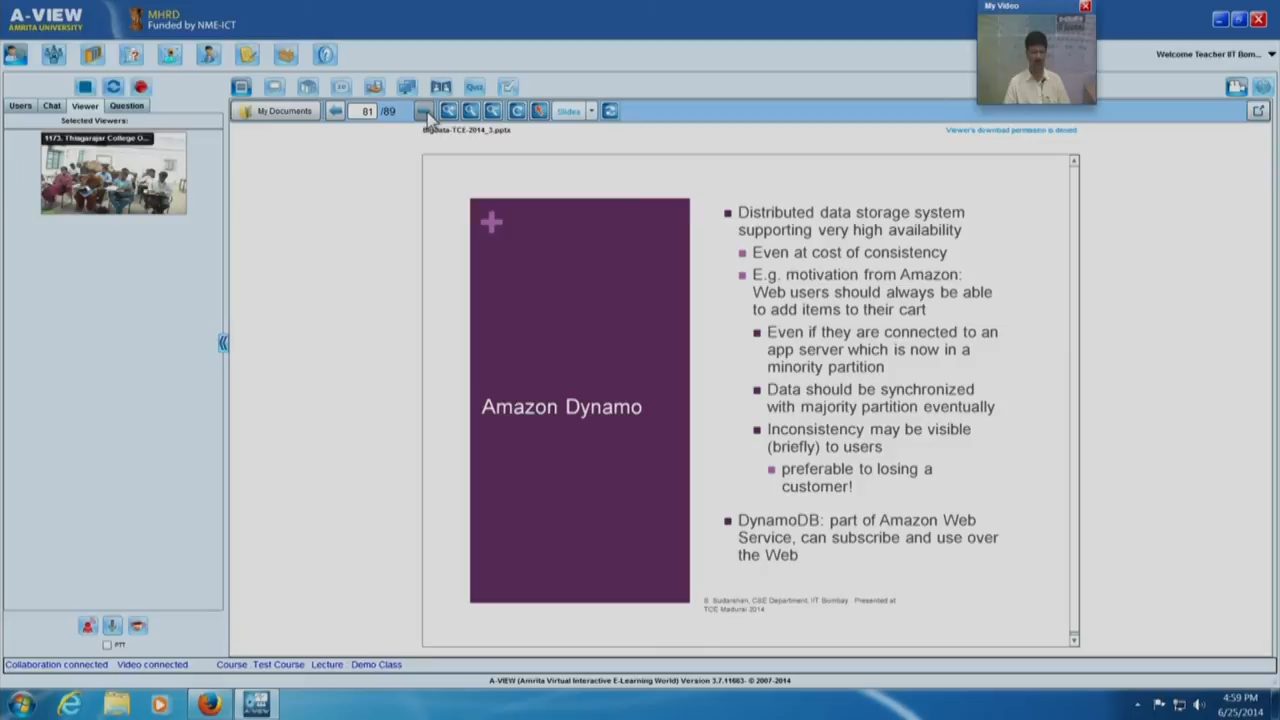 A-VIEW
AMRITA UNIVERSITY
MHRD
Funded by NME-ICT
My Video
Welcome Teacher IIT Bom...
Users
Chat
Viewer
Question
Quiz
My Documents
81
/89
Slides
Selected Viewers:
1173. Thiagarajar College O...
Bigdata-TCE-2014_3.pptx
Viewer's download permission is denied
Amazon Dynamo
Distributed data storage system
supporting very high availability
Even at cost of consistency
E.g. motivation from Amazon:
Web users should always be able
to add items to their cart
Even if they are connected to an
app server which is now in a
minority partition
Data should be synchronized
with majority partition eventually
Inconsistency may be visible
(briefly) to users
preferable to losing a
customer!
DynamoDB: part of Amazon Web
Service, can subscribe and use over
the Web
S. Sudarshan, CSE Department, IIT Bombay. Presented at
TCE Madurai 2014
PTT
Collaboration connected
Video connected
Course : Test Course
Lecture : Demo Class
A-VIEW (Amrita Virtual Interactive E-Learning World) Version 3.7.11663- © 2007-2014
4:59 PM
6/25/2014